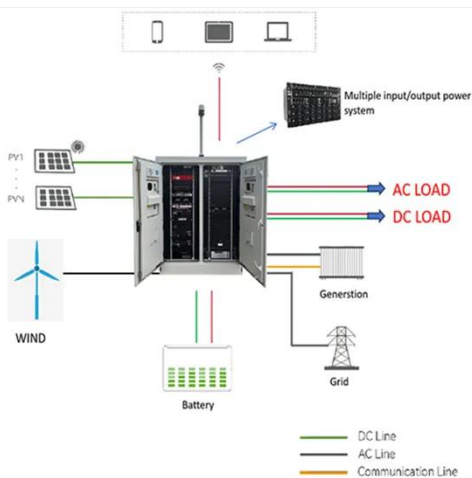 Multiple input/output power
system
PV1
PVN
AC LOAD
DC LOAD
Generstion
WIND
Grid
Battery
DC Line
AC Line
Communication Line